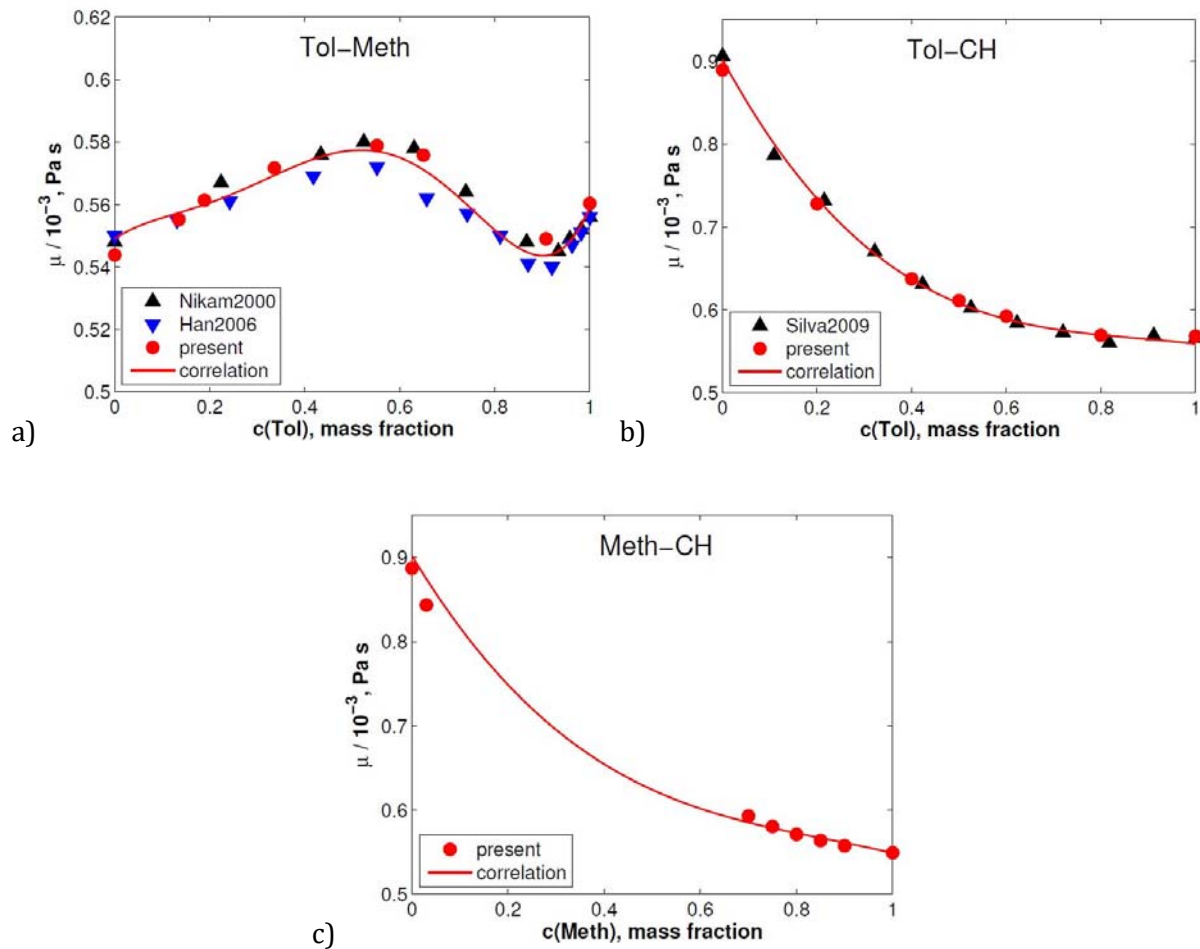 Tol–Meth
0.62
0.6
0.58
0.56
0.54
0.52
0.5
μ / 10⁻³, Pa s
Nikam2000
Han2006
present
correlation
0 0.2 0.4 0.6 0.8 1
c(Tol), mass fraction
a)
Tol–CH
0.9
0.8
0.7
0.6
0.5
μ / 10⁻³, Pa s
Silva2009
present
correlation
0 0.2 0.4 0.6 0.8 1
c(Tol), mass fraction
b)
Meth–CH
0.9
0.8
0.7
0.6
0.5
μ / 10⁻³, Pa s
present
correlation
0 0.2 0.4 0.6 0.8 1
c(Meth), mass fraction
c)